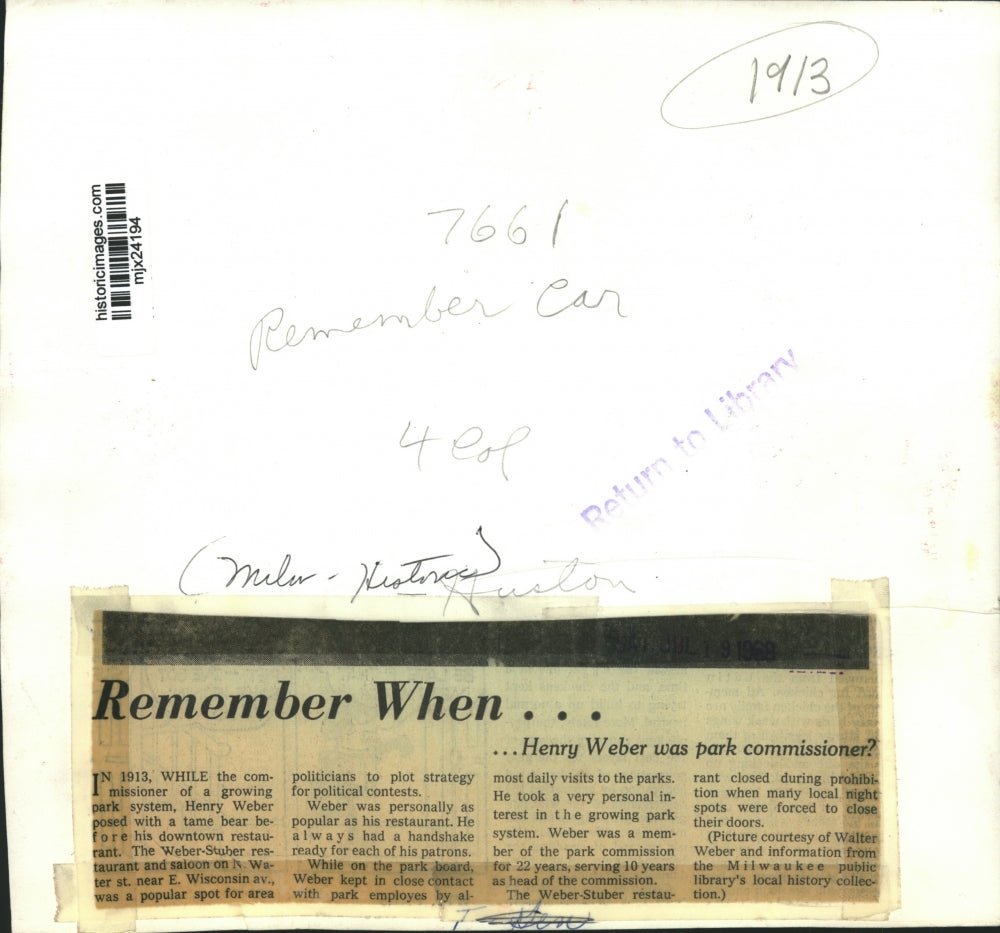 1913
historicimages.com
mjx24194
7661
Remember Car
4 Col
Return to Library
(Milw - Historic)
Huston
JUL 19 1969
Remember When . . .
...Henry Weber was park commissioner?
IN 1913, WHILE the com-
missioner of a growing
park system, Henry Weber
posed with a tame bear be-
fore his downtown restau-
rant. The Weber-Stuber res-
taurant and saloon on N. Wa-
ter st. near E. Wisconsin av.,
was a popular spot for area
politicians to plot strategy
for political contests.
Weber was personally as
popular as his restaurant. He
always had a handshake
ready for each of his patrons.
While on the park board,
Weber kept in close contact
with park employes by al-
most daily visits to the parks.
He took a very personal in-
terest in the growing park
system. Weber was a mem-
ber of the park commission
for 22 years, serving 10 years
as head of the commission.
The Weber-Stuber restau-
rant closed during prohibi-
tion when many local night
spots were forced to close
their doors.
(Picture courtesy of Walter
Weber and information from
the Milwaukee public
library's local history collec-
tion.)